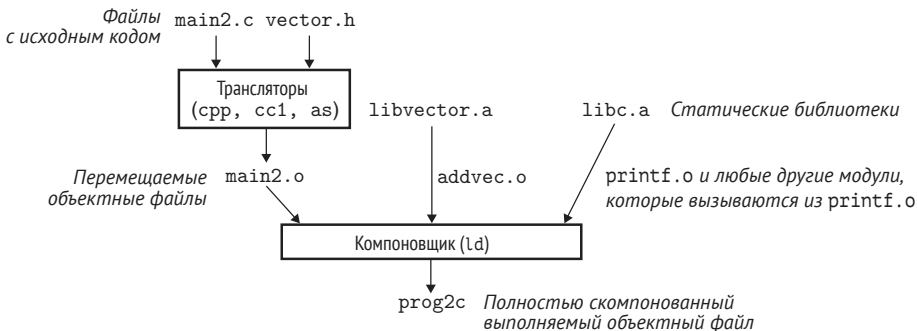 Файлы
с исходным кодом
main2.c vector.h
Трансляторы
(cpp, cc1, as)
libvector.a
libc.a
Статические библиотеки
Перемещаемые
объектные файлы
main2.o
addvec.o
printf.o и любые другие модули,
которые вызываются из printf.o
Компоновщик (ld)
prog2c
Полностью скомпонованный
выполняемый объектный файл